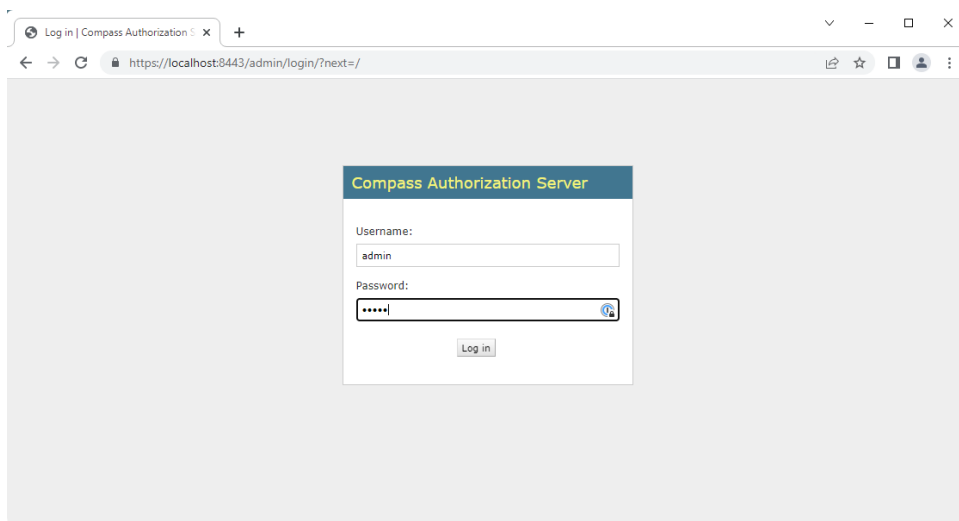 Log in | Compass Authorization S
https://localhost:8443/admin/login/?next=/
Compass Authorization Server
Username:
admin
Password:
•••••
Log in